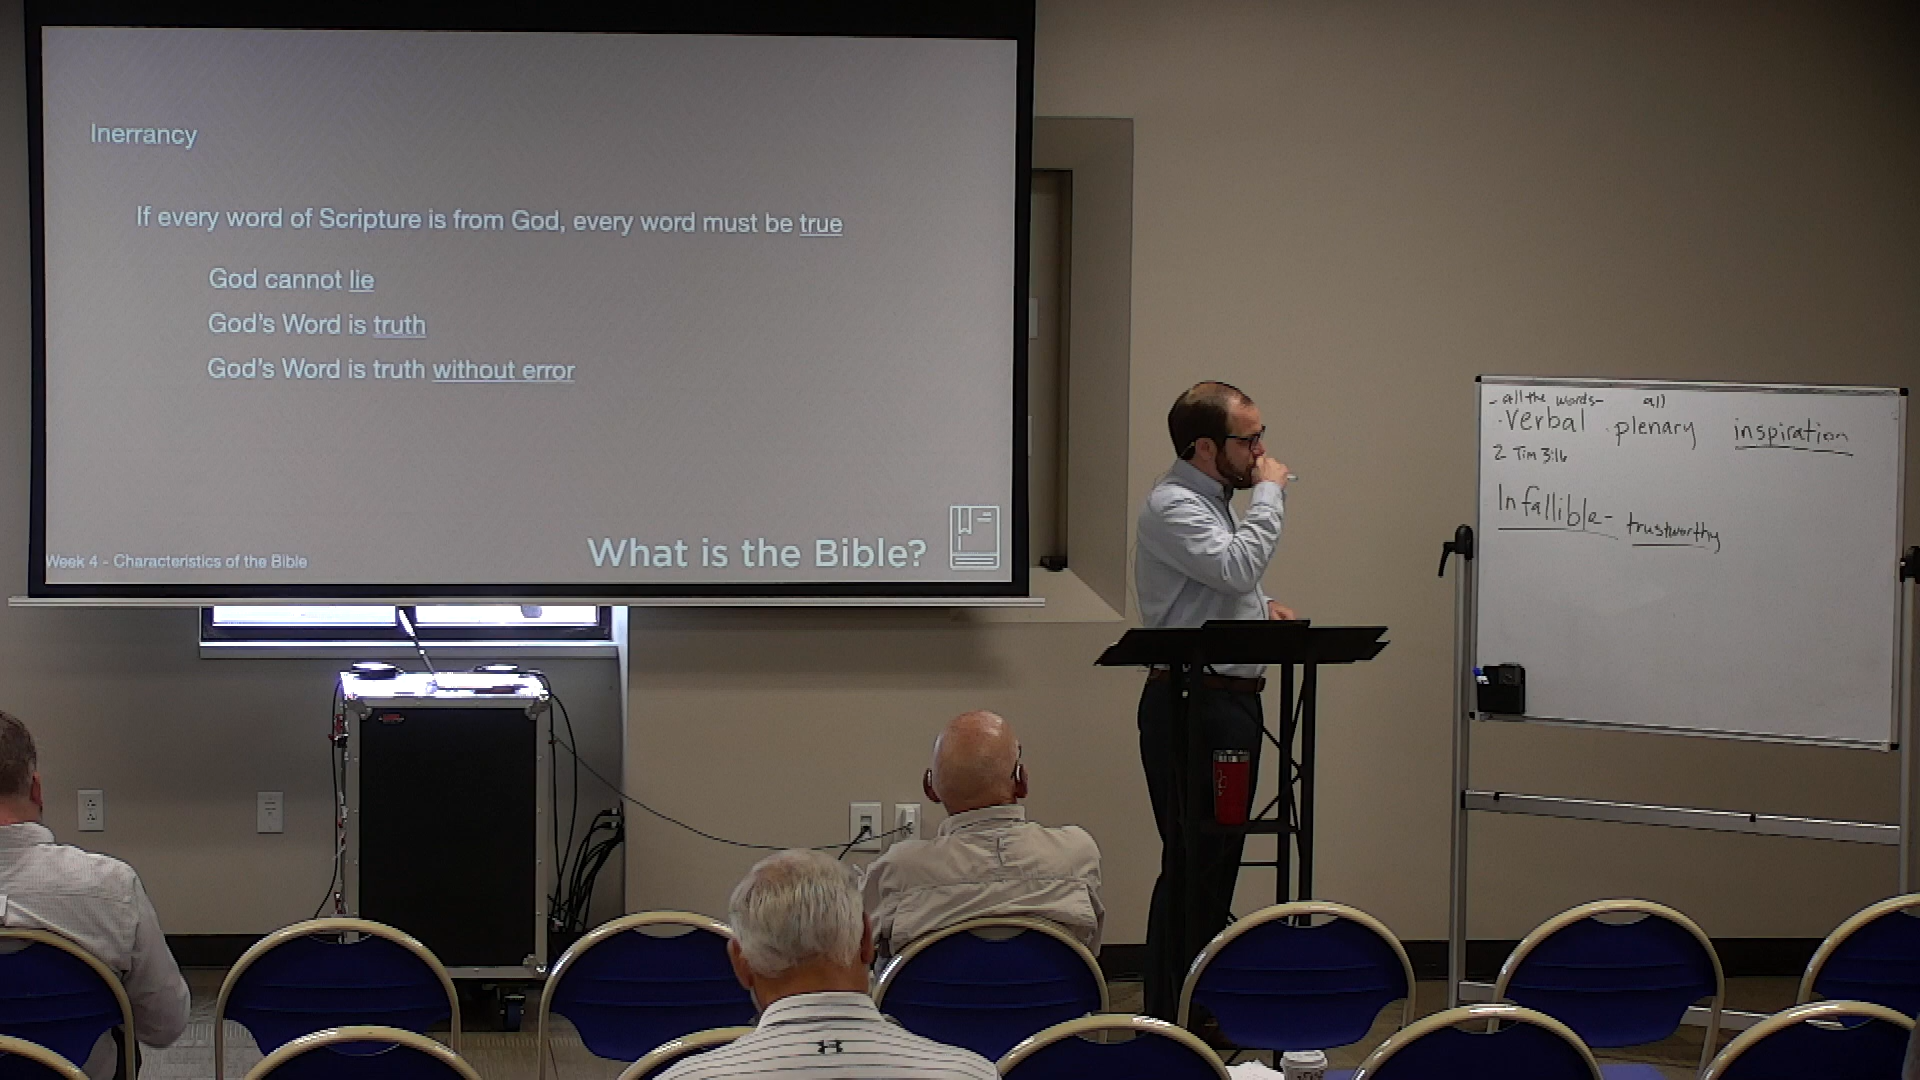 Inerrancy
If every word of Scripture is from God, every word must be true
God cannot lie
God's Word is truth
God's Word is truth without error
Week 4 - Characteristics of the Bible
What is the Bible?
- all the words- all
· Verbal · plenary inspiration
2 Tim 3:16
Infallible- trustworthy